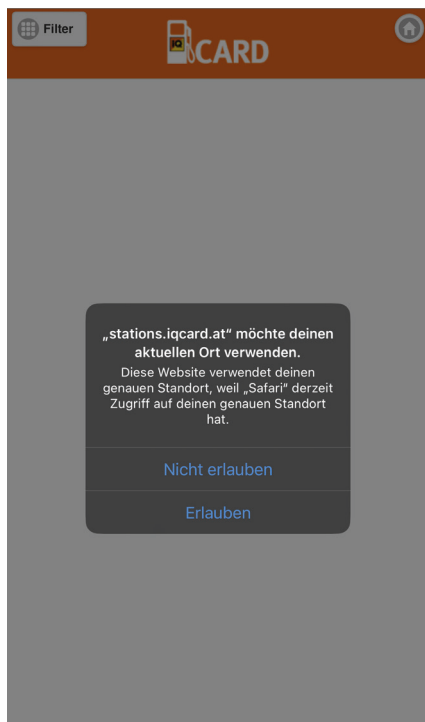 Filter
IQ CARD
„stations.iqcard.at“ möchte deinen
aktuellen Ort verwenden.
Diese Website verwendet deinen
genauen Standort, weil „Safari“ derzeit
Zugriff auf deinen genauen Standort
hat.
Nicht erlauben
Erlauben